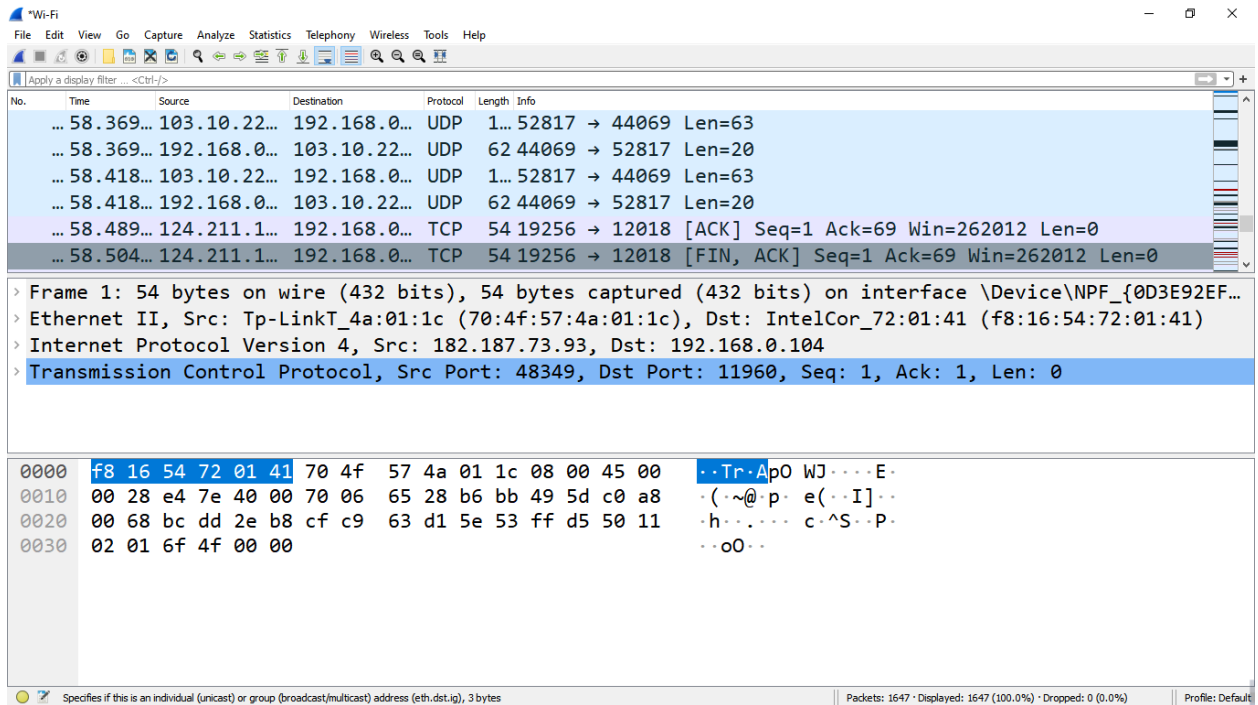 *Wi-Fi
File Edit View Go Capture Analyze Statistics Telephony Wireless Tools Help
Apply a display filter ... <Ctrl-/>
No. Time Source Destination Protocol Length Info
... 58.369... 103.10.22... 192.168.0... UDP 1... 52817 → 44069 Len=63
... 58.369... 192.168.0... 103.10.22... UDP 62 44069 → 52817 Len=20
... 58.418... 103.10.22... 192.168.0... UDP 1... 52817 → 44069 Len=63
... 58.418... 192.168.0... 103.10.22... UDP 62 44069 → 52817 Len=20
... 58.489... 124.211.1... 192.168.0... TCP 54 19256 → 12018 [ACK] Seq=1 Ack=69 Win=262012 Len=0
... 58.504... 124.211.1... 192.168.0... TCP 54 19256 → 12018 [FIN, ACK] Seq=1 Ack=69 Win=262012 Len=0
Frame 1: 54 bytes on wire (432 bits), 54 bytes captured (432 bits) on interface \Device\NPF_{0D3E92EF...
Ethernet II, Src: Tp-LinkT_4a:01:1c (70:4f:57:4a:01:1c), Dst: IntelCor_72:01:41 (f8:16:54:72:01:41)
Internet Protocol Version 4, Src: 182.187.73.93, Dst: 192.168.0.104
Transmission Control Protocol, Src Port: 48349, Dst Port: 11960, Seq: 1, Ack: 1, Len: 0
0000 f8 16 54 72 01 41 70 4f 57 4a 01 1c 08 00 45 00 ··Tr·ApO WJ····E·
0010 00 28 e4 7e 40 00 70 06 65 28 b6 bb 49 5d c0 a8 ·(·~@·p· e(··I]··
0020 00 68 bc dd 2e b8 cf c9 63 d1 5e 53 ff d5 50 11 ·h··.··· c·^S··P·
0030 02 01 6f 4f 00 00 ··oO··
Specifies if this is an individual (unicast) or group (broadcast/multicast) address (eth.dst.ig), 3 bytes Packets: 1647 · Displayed: 1647 (100.0%) · Dropped: 0 (0.0%) Profile: Default